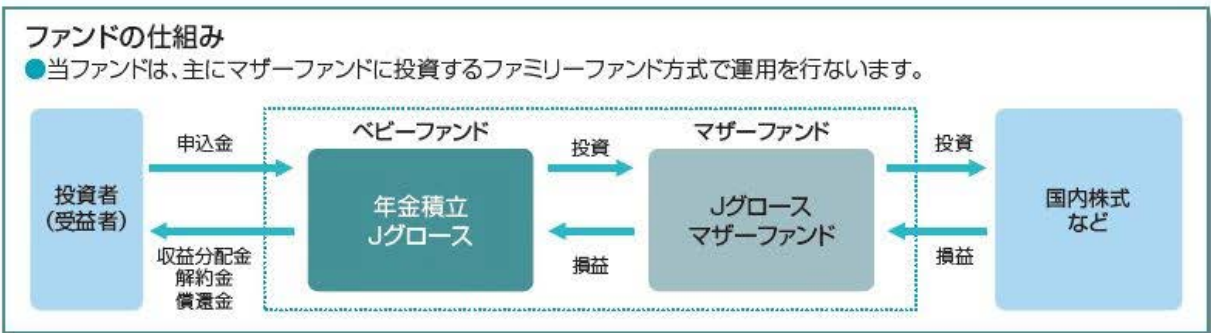 ファンドの仕組み
●当ファンドは、主にマザーファンドに投資するファミリーファンド方式で運用を行ないます。
投資者
(受益者)
申込金
収益分配金
解約金
償還金
ベビーファンド
年金積立
Jグロース
投資
損益
マザーファンド
Jグロース
マザーファンド
投資
損益
国内株式
など